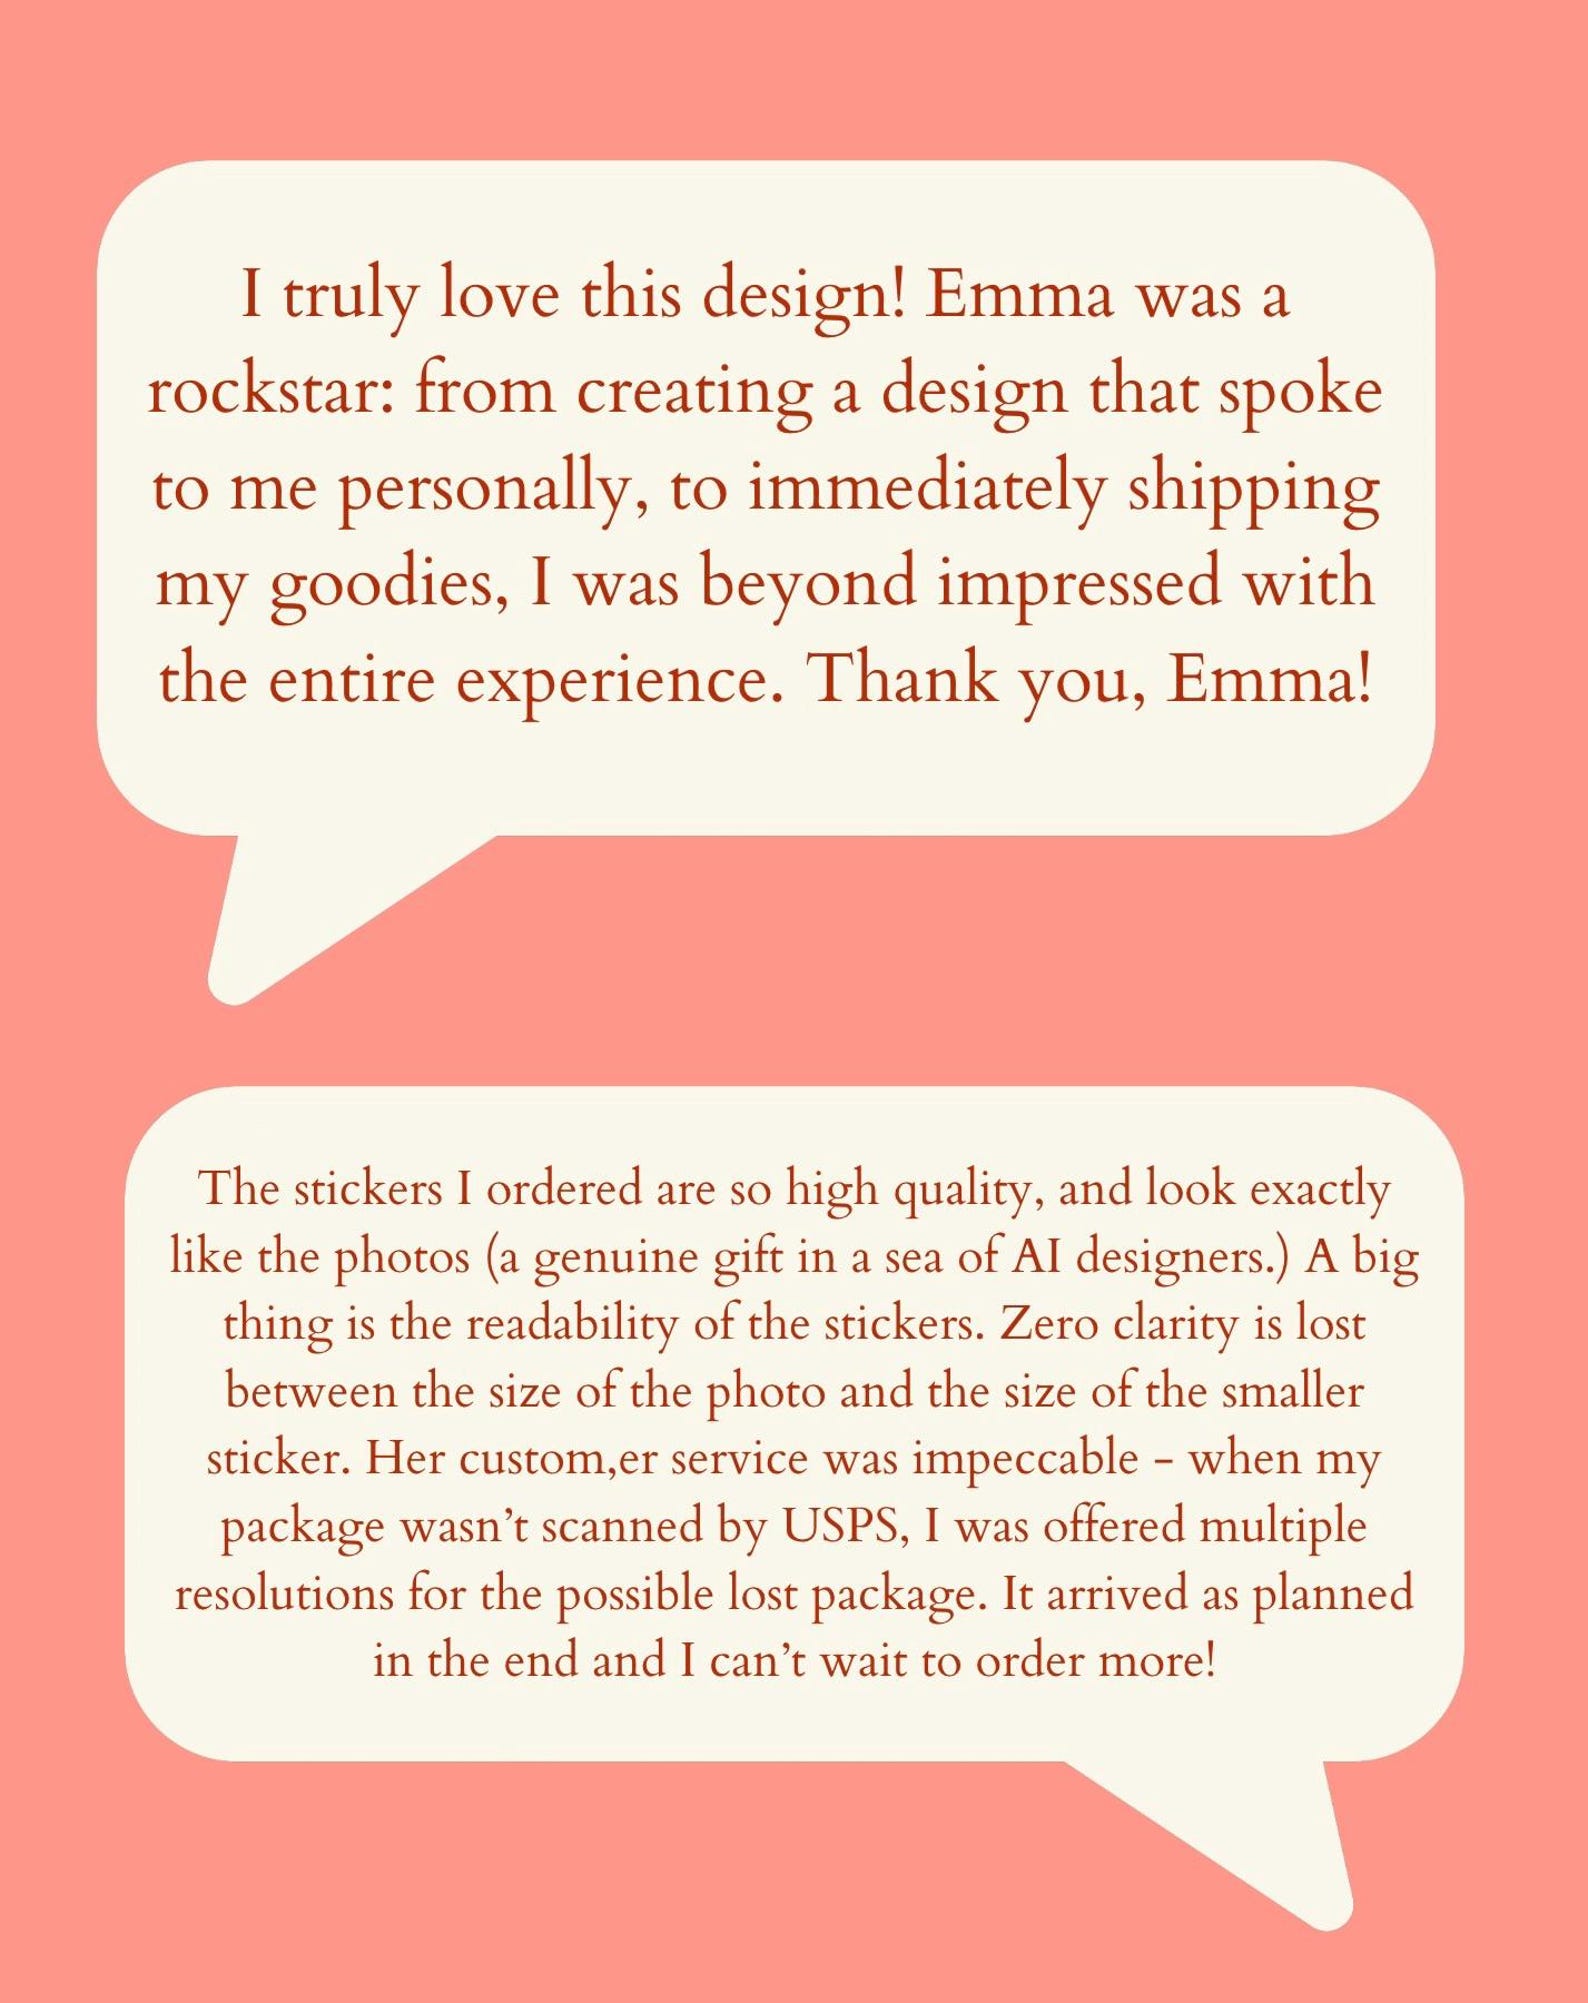 I truly love this design! Emma was a
rockstar: from creating a design that spoke
to me personally, to immediately shipping
my goodies, I was beyond impressed with
the entire experience. Thank you, Emma!
The stickers I ordered are so high quality, and look exactly
like the photos (a genuine gift in a sea of AI designers.) A big
thing is the readability of the stickers. Zero clarity is lost
between the size of the photo and the size of the smaller
sticker. Her custom,er service was impeccable - when my
package wasn’t scanned by USPS, I was offered multiple
resolutions for the possible lost package. It arrived as planned
in the end and I can’t wait to order more!